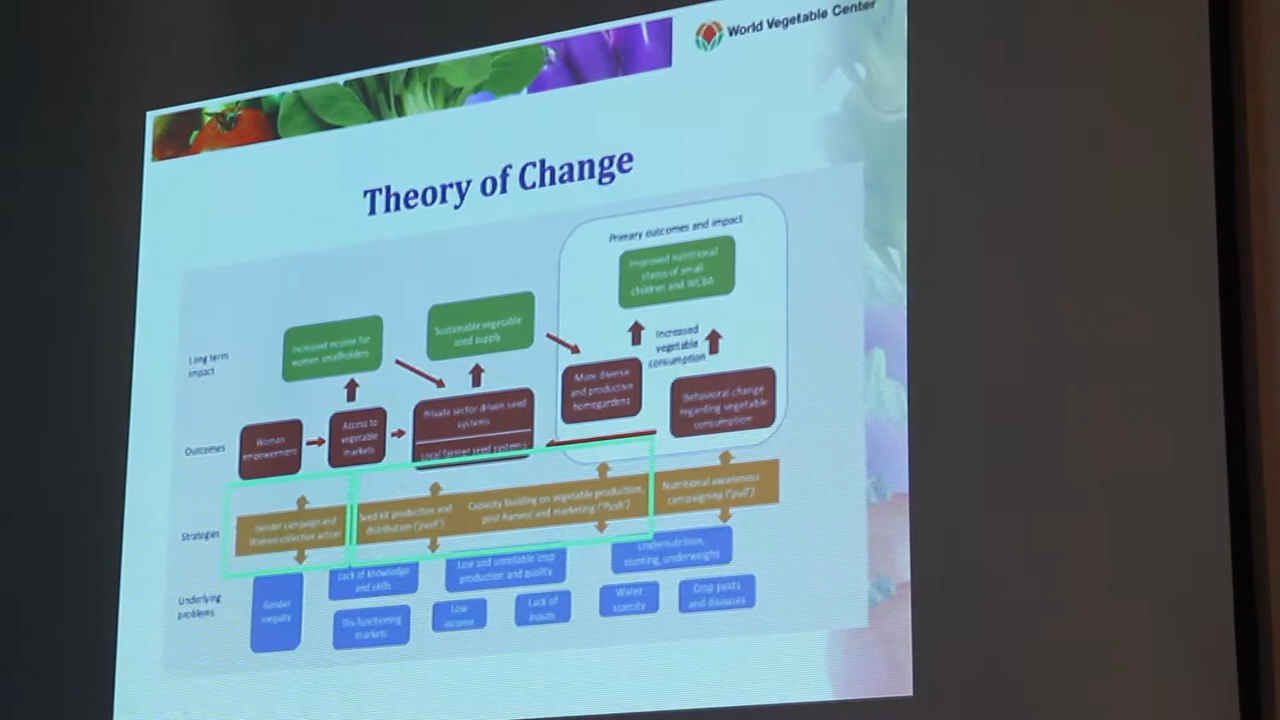 World Vegetable Center
Theory of Change
Primary outcomes and impact
Improved nutritional
status of small
children and WCBA
Long term
impact
Increased income for
women smallholders
Sustainable vegetable
seed supply
Increased
vegetable
consumption
Outcomes
Women
empowerment
Access to
vegetable
markets
Private sector driven seed
systems
Local farmer seed systems
More diverse
and productive
homegardens
Behavioral change
regarding vegetable
consumption
Strategies
Gender campaign and
Women collective action
Seed kit production and
distribution ("push")
Capacity building on vegetable production,
post-harvest and marketing ("Push")
Nutritional awareness
campaigning ("pull")
Underlying
problems
Gender
inequity
Lack of knowledge
and skills
Low and unreliable crop
production and quality
Undernutrition,
stunting, underweight
Dis-functioning
markets
Low
income
Lack of
inputs
Water
scarcity
Crop pests
and diseases